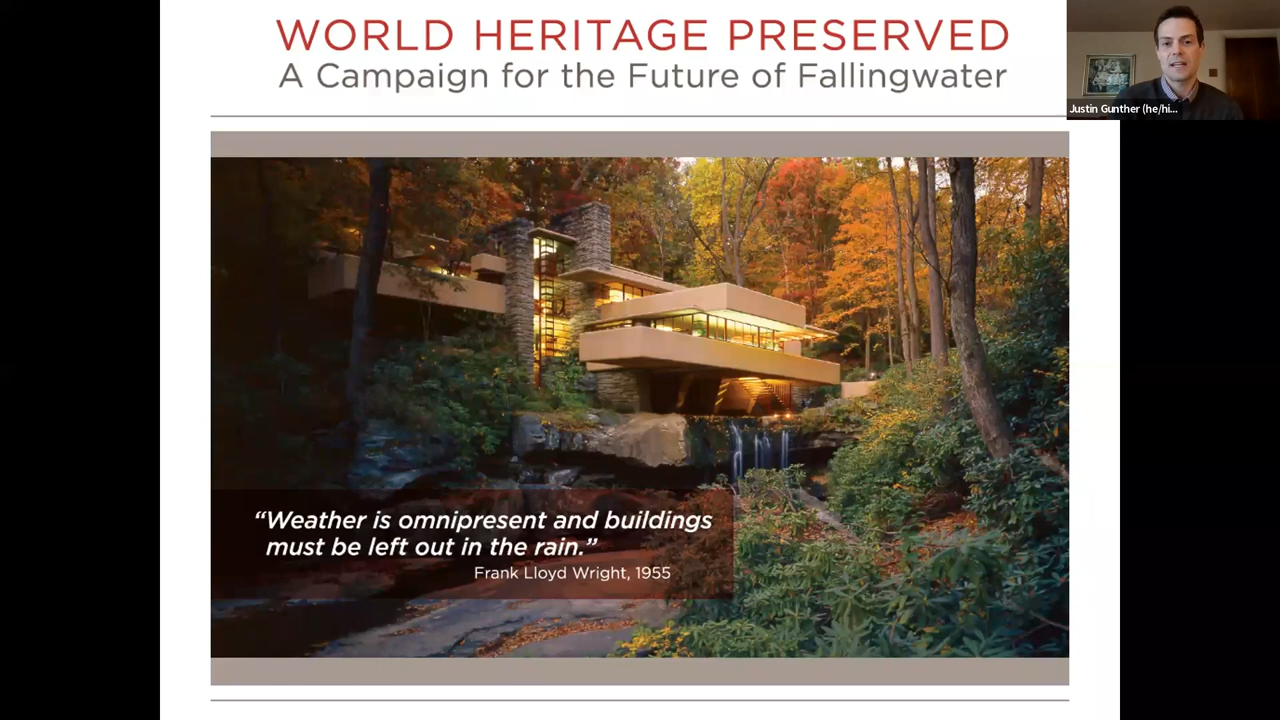 WORLD HERITAGE PRESERVED
A Campaign for the Future of Fallingwater
Justin Gunther (he/hi...
“Weather is omnipresent and buildings
must be left out in the rain.”
Frank Lloyd Wright, 1955